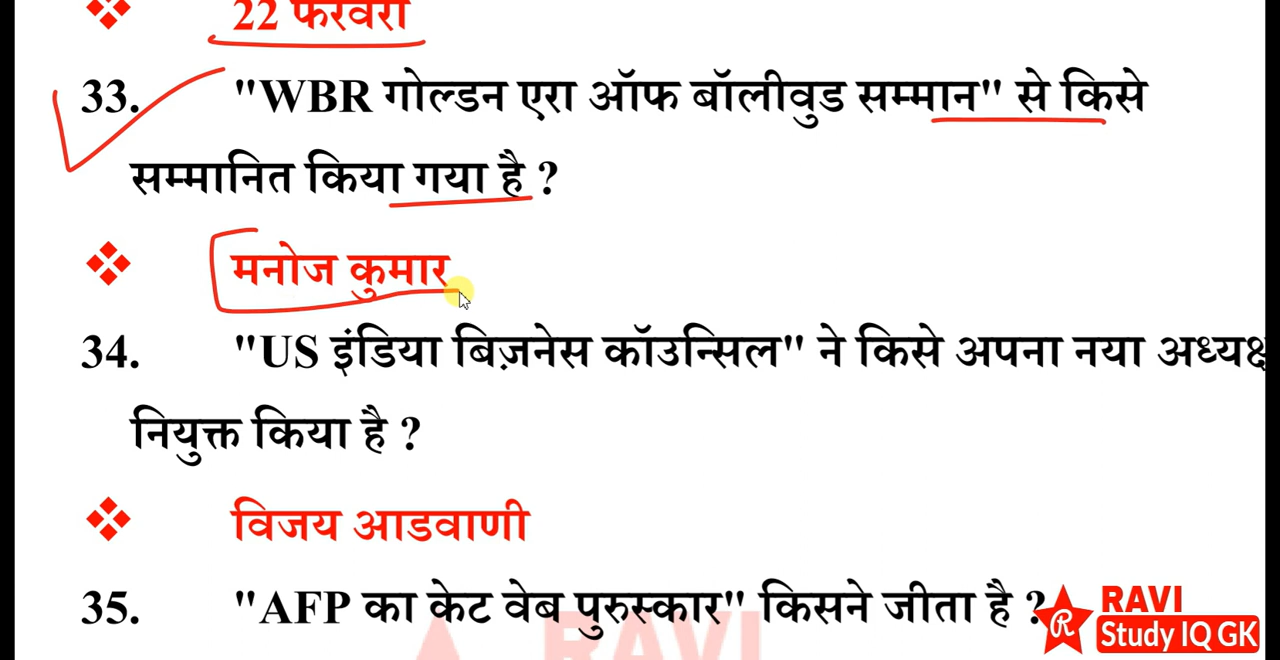 22 फरवरी
33. "WBR गोल्डन एरा ऑफ बॉलीवुड सम्मान" से किसे
सम्मानित किया गया है ?
मनोज कुमार
34. "US इंडिया बिज़नेस कॉउन्सिल" ने किसे अपना नया अध्यक्ष
नियुक्त किया है ?
विजय आडवाणी
35. "AFP का केट वेब पुरुस्कार" किसने जीता है ?
RAVI
R RAVI
Study IQ GK